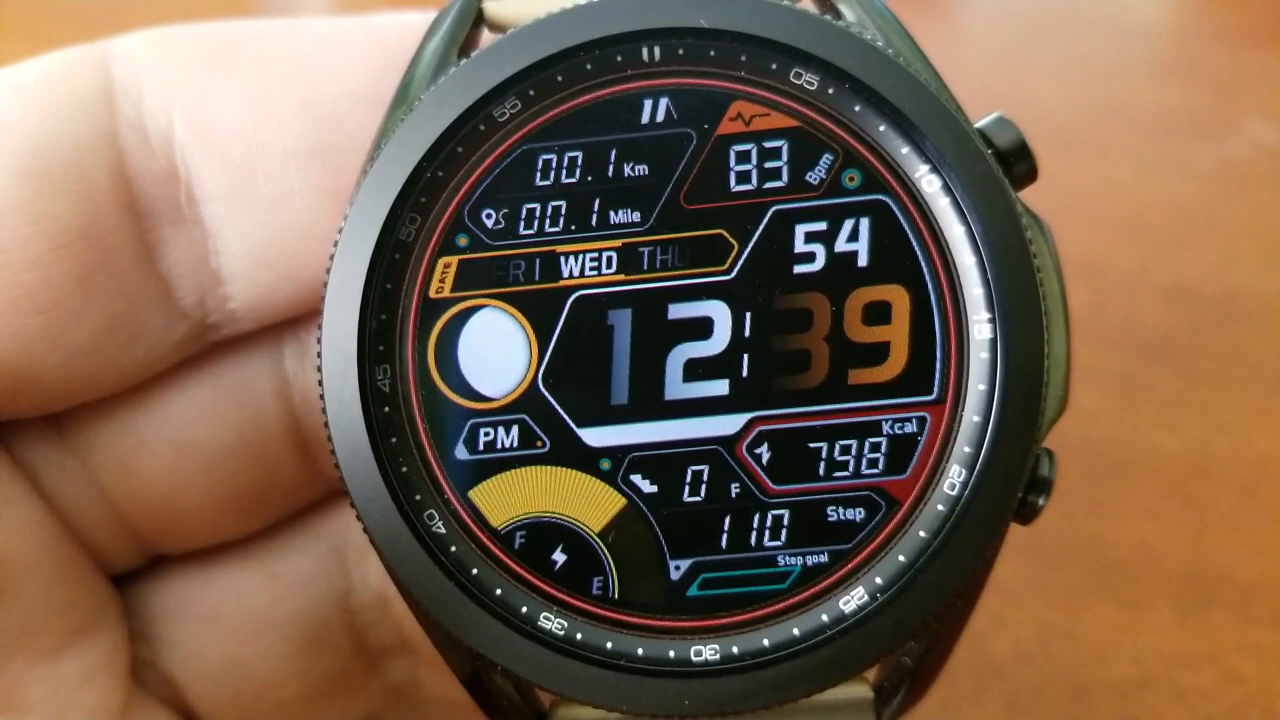 05
10
15
20
25
30
35
40
45
50
55
00.1 Km
00.1 Mile
83 Bpm
DATE
FRI WED THU
54
12:39
PM
Kcal
798
0 F
110 Step
Step goal
F
E